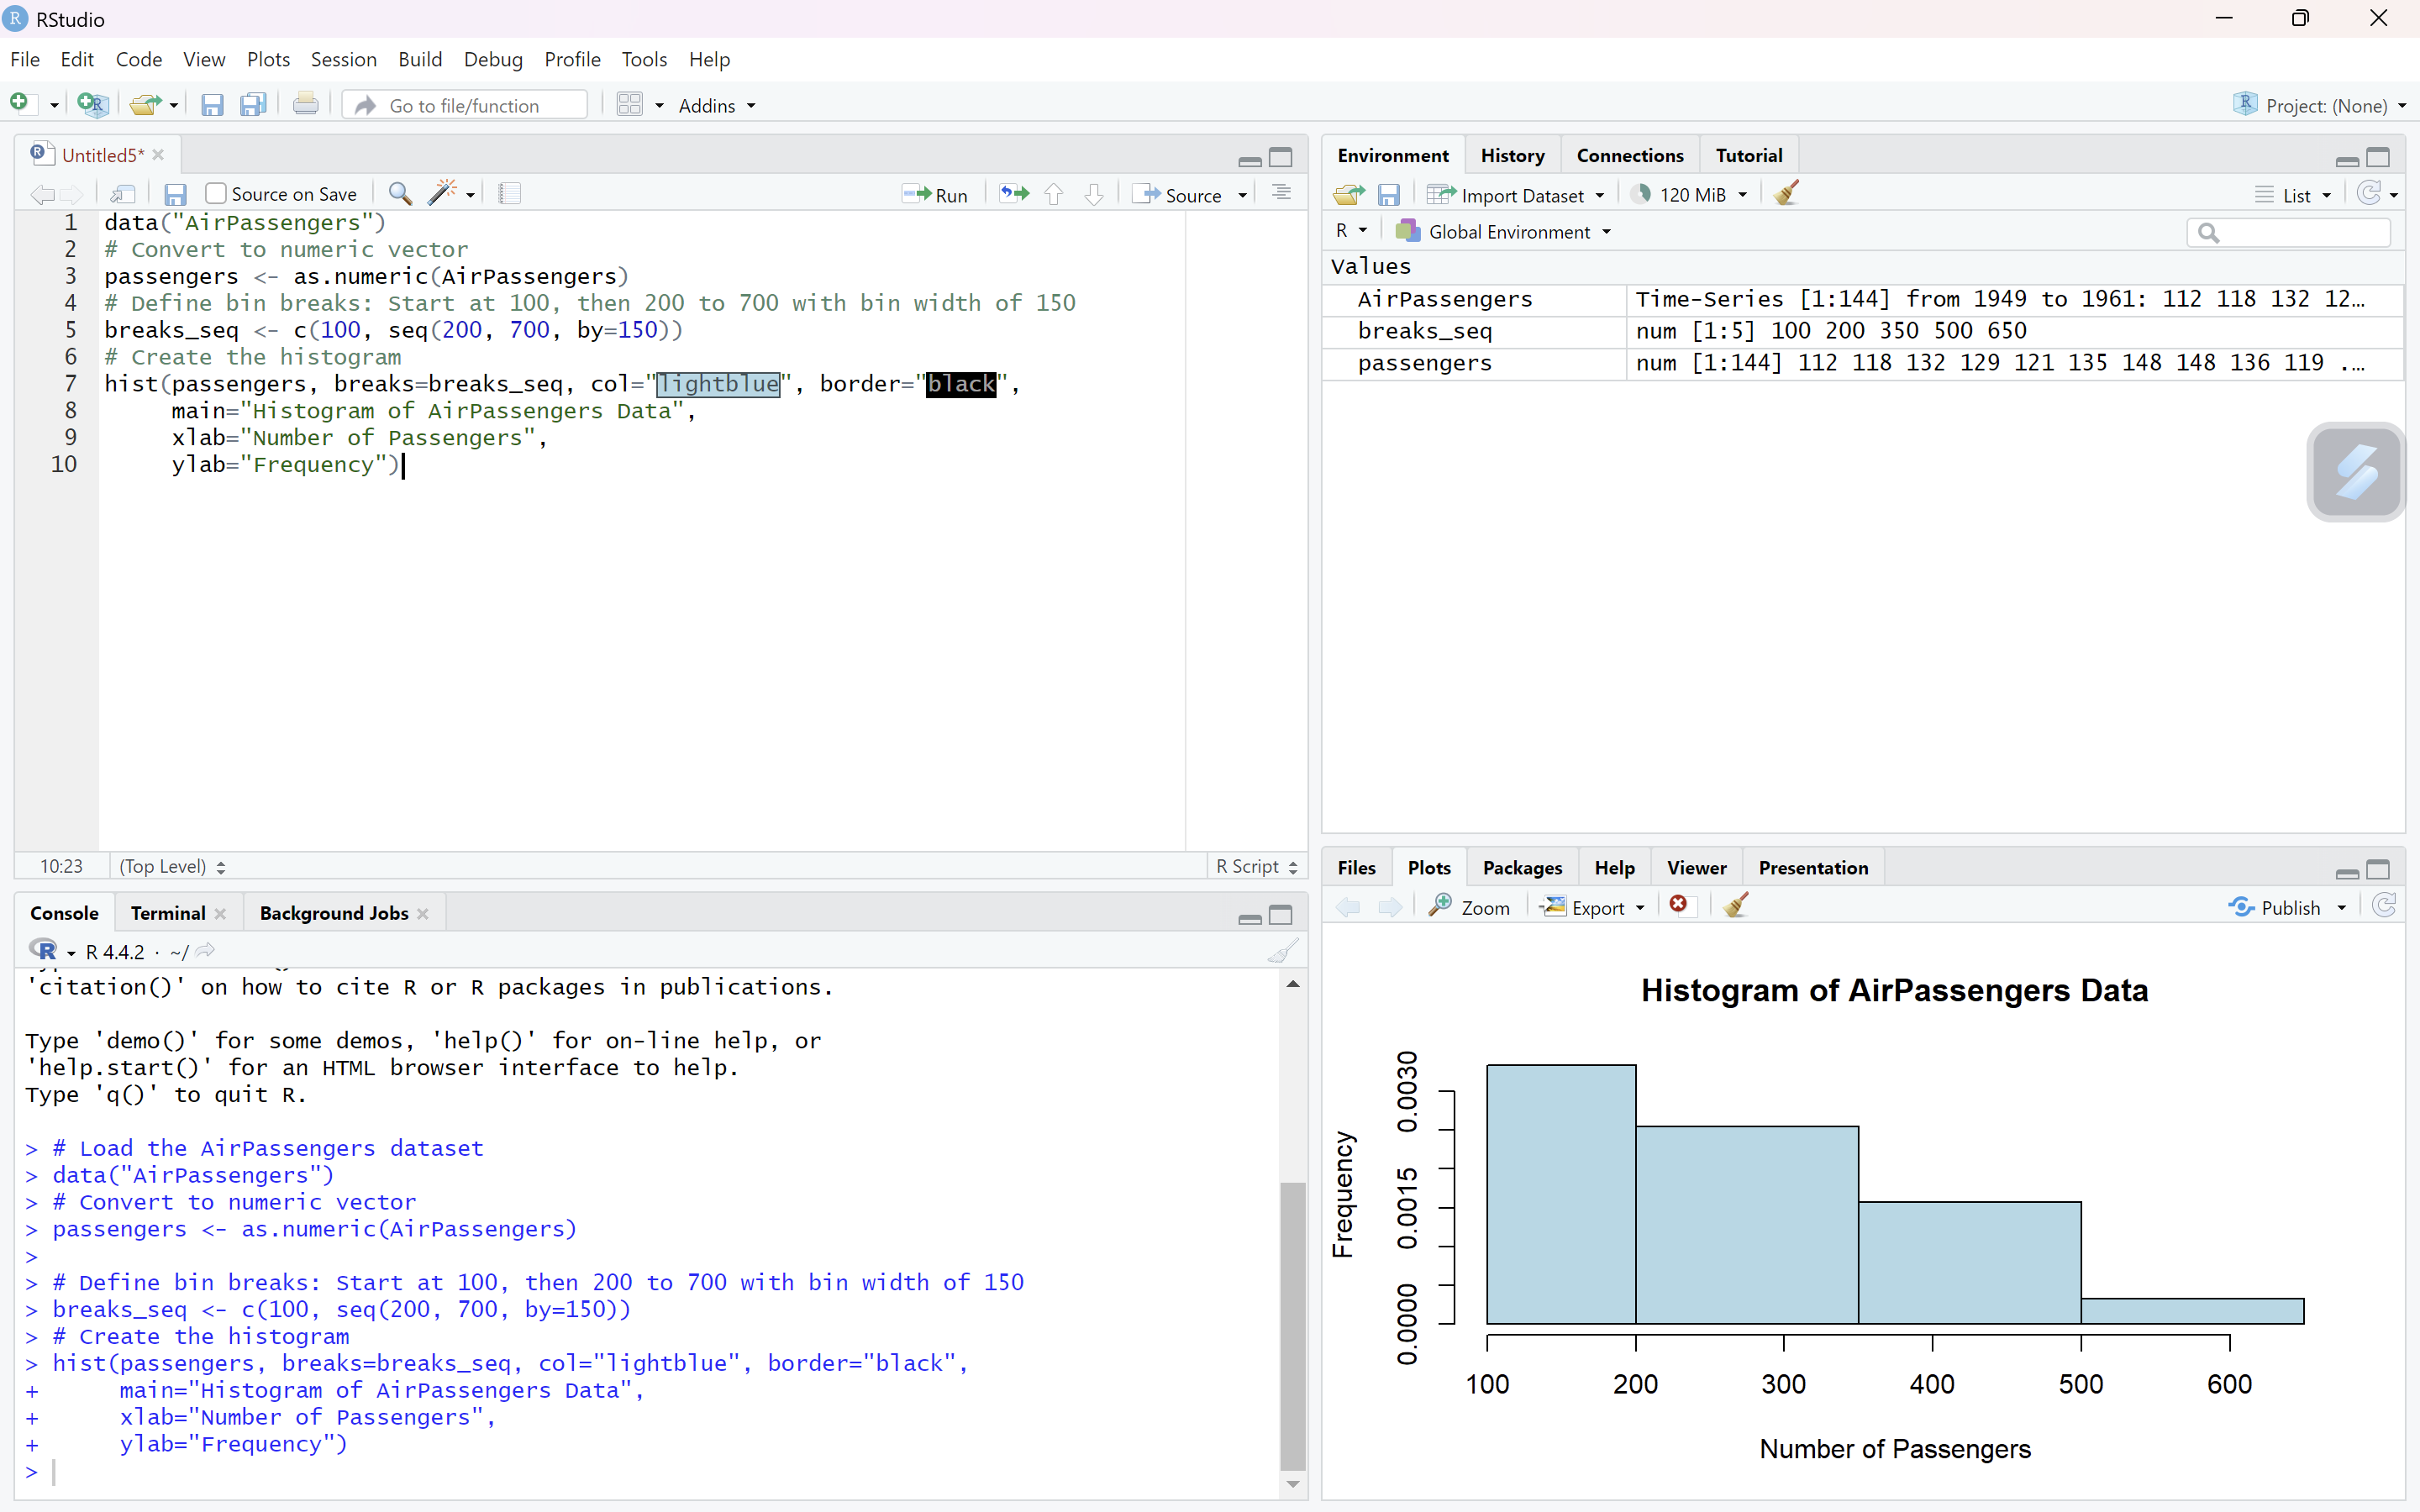 RStudio
File Edit Code View Plots Session Build Debug Profile Tools Help
Go to file/function Addins Project: (None)
Untitled5*
Source on Save Run Source
1 data("AirPassengers")
2 # Convert to numeric vector
3 passengers <- as.numeric(AirPassengers)
4 # Define bin breaks: Start at 100, then 200 to 700 with bin width of 150
5 breaks_seq <- c(100, seq(200, 700, by=150))
6 # Create the histogram
7 hist(passengers, breaks=breaks_seq, col="lightblue", border="black",
8 main="Histogram of AirPassengers Data",
9 xlab="Number of Passengers",
10 ylab="Frequency")
10:23 (Top Level) R Script
Console Terminal Background Jobs
R 4.4.2 · ~/
'citation()' on how to cite R or R packages in publications.
Type 'demo()' for some demos, 'help()' for on-line help, or
'help.start()' for an HTML browser interface to help.
Type 'q()' to quit R.
> # Load the AirPassengers dataset
> data("AirPassengers")
> # Convert to numeric vector
> passengers <- as.numeric(AirPassengers)
>
> # Define bin breaks: Start at 100, then 200 to 700 with bin width of 150
> breaks_seq <- c(100, seq(200, 700, by=150))
> # Create the histogram
> hist(passengers, breaks=breaks_seq, col="lightblue", border="black",
+ main="Histogram of AirPassengers Data",
+ xlab="Number of Passengers",
+ ylab="Frequency")
>
Environment History Connections Tutorial
Import Dataset 120 MiB List
R Global Environment
Values
AirPassengers Time-Series [1:144] from 1949 to 1961: 112 118 132 12…
breaks_seq num [1:5] 100 200 350 500 650
passengers num [1:144] 112 118 132 129 121 135 148 148 136 119 ...
Files Plots Packages Help Viewer Presentation
Zoom Export Publish
Histogram of AirPassengers Data
Frequency
0.0030
0.0015
0.0000
100 200 300 400 500 600
Number of Passengers